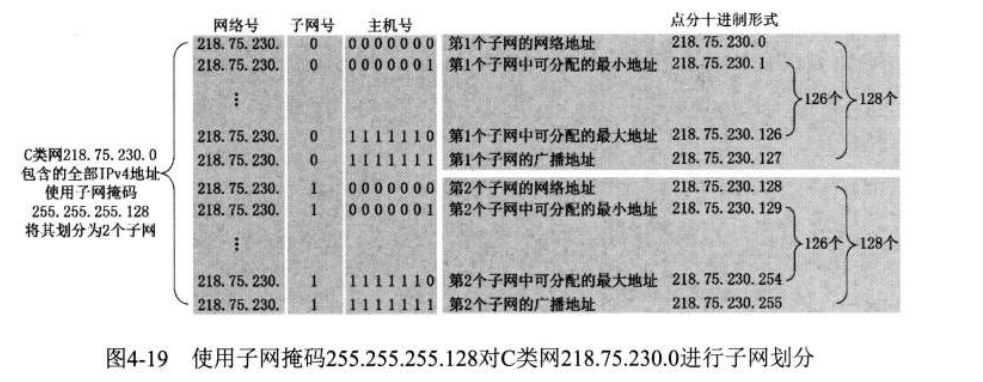 网络号 子网号 主机号 点分十进制形式
218.75.230. 0 0000000 第1个子网的网络地址 218.75.230.0
218.75.230. 0 0000001 第1个子网中可分配的最小地址 218.75.230.1
⋮
126个 128个
218.75.230. 0 1111110 第1个子网中可分配的最大地址 218.75.230.126
218.75.230. 0 1111111 第1个子网的广播地址 218.75.230.127
C类网218.75.230.0
包含的全部IPv4地址
使用子网掩码
255.255.255.128
将其划分为2个子网
218.75.230. 1 0000000 第2个子网的网络地址 218.75.230.128
218.75.230. 1 0000001 第2个子网中可分配的最小地址 218.75.230.129
⋮
126个 128个
218.75.230. 1 1111110 第2个子网中可分配的最大地址 218.75.230.254
218.75.230. 1 1111111 第2个子网的广播地址 218.75.230.255
图4-19 使用子网掩码255.255.255.128对C类网218.75.230.0进行子网划分